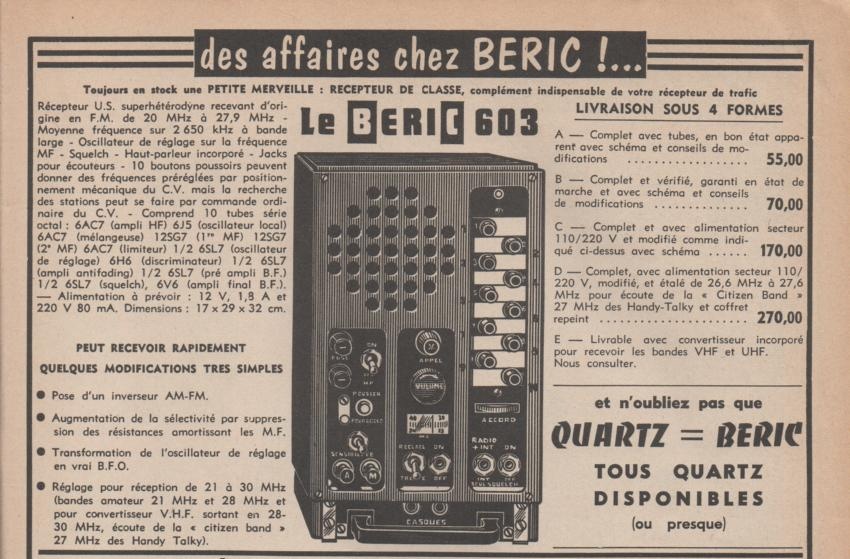 des affaires chez BERIC !...
Toujours en stock une PETITE MERVEILLE : RECEPTEUR DE CLASSE, complément indispensable de votre récepteur de trafic
Récepteur U.S. superhétérodyne recevant d'ori-
gine en F.M. de 20 MHz à 27,9 MHz -
Moyenne fréquence sur 2 650 kHz à bande
large - Oscillateur de réglage sur la fréquence
MF - Squelch - Haut-parleur incorporé - Jacks
pour écouteurs - 10 boutons poussoirs peuvent
donner des fréquences préréglées par position-
nement mécanique du C.V. mais la recherche
des stations peut se faire par commande ordi-
naire du C.V. - Comprend 10 tubes série
octal : 6AC7 (ampli HF) 6J5 (oscillateur local)
6AC7 (mélangeuse) 12SG7 (1re MF) 12SG7
(2e MF) 6AC7 (limiteur) 1/2 6SL7 (oscillateur
de réglage) 6H6 (discriminateur) 1/2 6SL7
(ampli antifading) 1/2 6SL7 (pré ampli B.F.)
1/2 6SL7 (squelch), 6V6 (ampli final B.F.).
— Alimentation à prévoir : 12 V, 1,8 A et
220 V 80 mA. Dimensions : 17 x 29 x 32 cm.
PEUT RECEVOIR RAPIDEMENT
QUELQUES MODIFICATIONS TRES SIMPLES
● Pose d'un inverseur AM-FM.
● Augmentation de la sélectivité par suppres-
sion des résistances amortissant les M.F.
● Transformation de l'oscillateur de réglage
en vrai B.F.O.
● Réglage pour réception de 21 à 30 MHz
(bandes amateur 21 MHz et 28 MHz et
pour convertisseur V.H.F. sortant en 28-
30 MHz, écoute de la « citizen band »
27 MHz des Handy Talky).
Le BERIC 603
ON
APPEL
VOLUME
SENSIBILITE
A M
REGLAGE ON
OFF
ACCORD
RADIO
+ INT ON
INT OFF
SQUELCH
CASQUES
LIVRAISON SOUS 4 FORMES
A — Complet avec tubes, en bon état appa-
rent avec schéma et conseils de mo-
difications .................. 55,00
B — Complet et vérifié, garanti en état de
marche et avec schéma et conseils
de modifications .............. 70,00
C — Complet et avec alimentation secteur
110/220 V et modifié comme indi-
qué ci-dessus avec schéma ...... 170,00
D — Complet, avec alimentation secteur 110/
220 V, modifié, et étalé de 26,6 MHz à 27,6
MHz pour écoute de la « Citizen Band »
27 MHz des Handy-Talky et coffret
repeint ...................... 270,00
E — Livrable avec convertisseur incorporé
pour recevoir les bandes VHF et UHF.
Nous consulter.
et n'oubliez pas que
QUARTZ = BERIC
TOUS QUARTZ
DISPONIBLES
(ou presque)